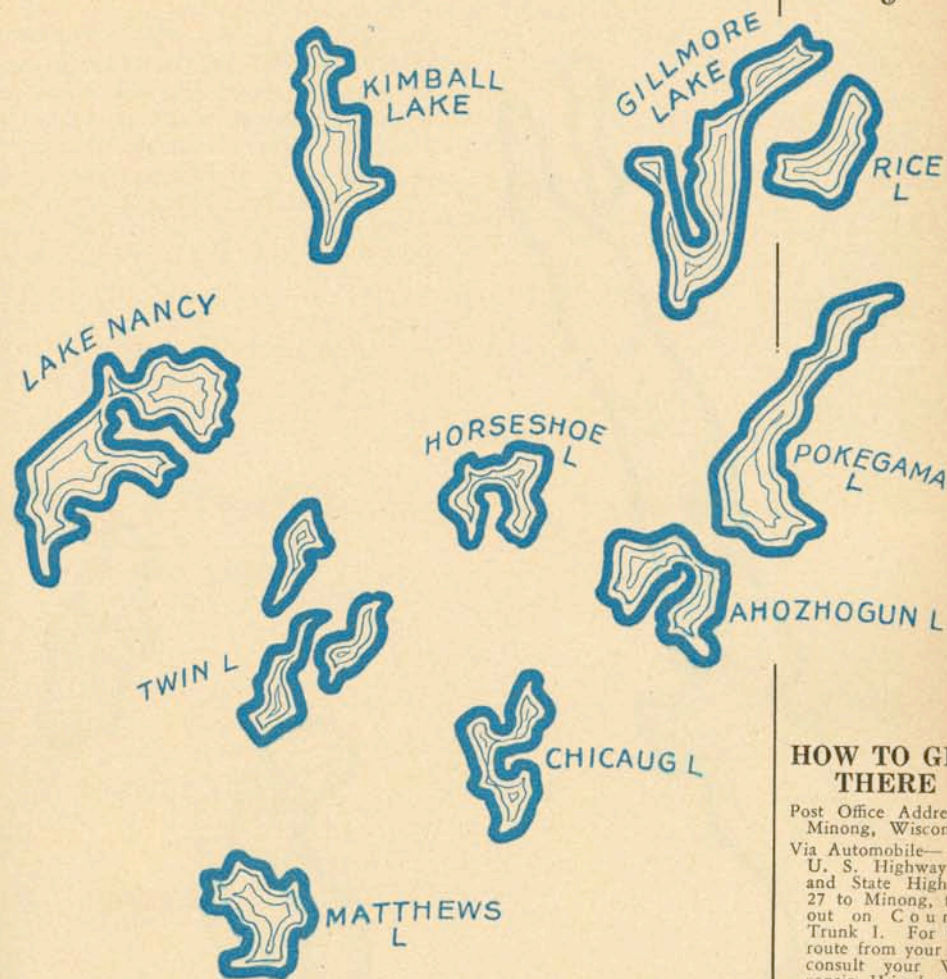 KIMBALL
LAKE
GILLMORE
LAKE
RICE
L
LAKE NANCY
HORSESHOE
L
POKEGAMA
L
AHOZHOGUN L
TWIN L
CHICAUG L
MATTHEWS
L
HOW TO G
THERE
Post Office Addre
Minong, Wiscon
Via Automobile—
U. S. Highway
and State High
27 to Minong,
out on Coun
Trunk I. For
route from your
consult your